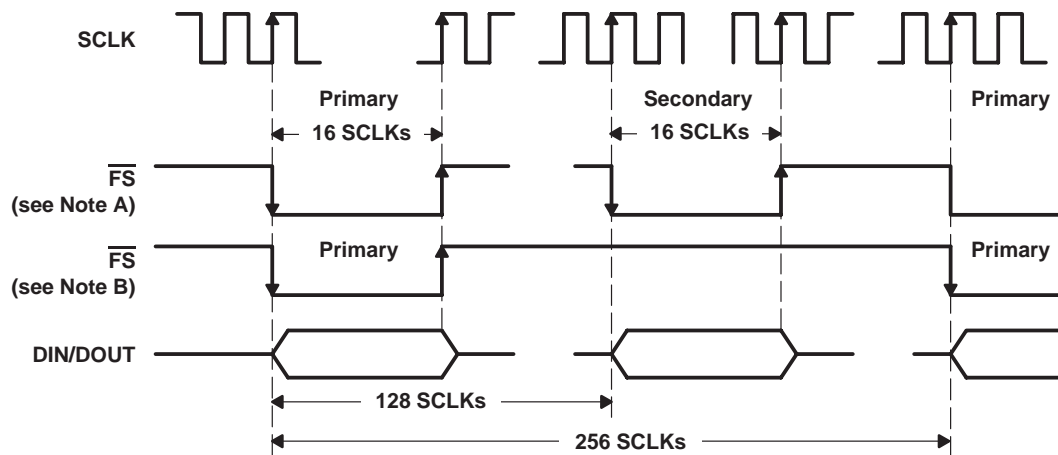 SCLK
Primary Secondary Primary
16 SCLKs 16 SCLKs
FS
(see Note A)
Primary Primary
FS
(see Note B)
DIN/DOUT
128 SCLKs
256 SCLKs